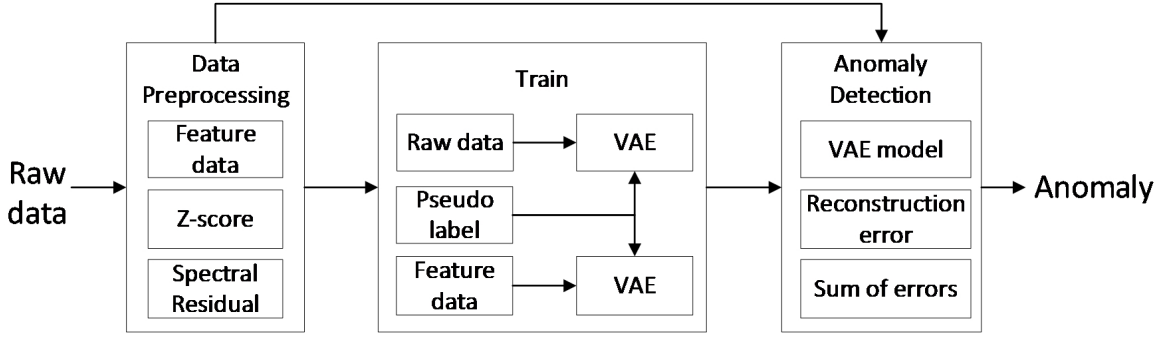 Raw
data
Data
Preprocessing
Feature
data
Z-score
Spectral
Residual
Train
Raw data
VAE
Pseudo
label
Feature
data
VAE
Anomaly
Detection
VAE model
Reconstruction
error
Sum of errors
Anomaly